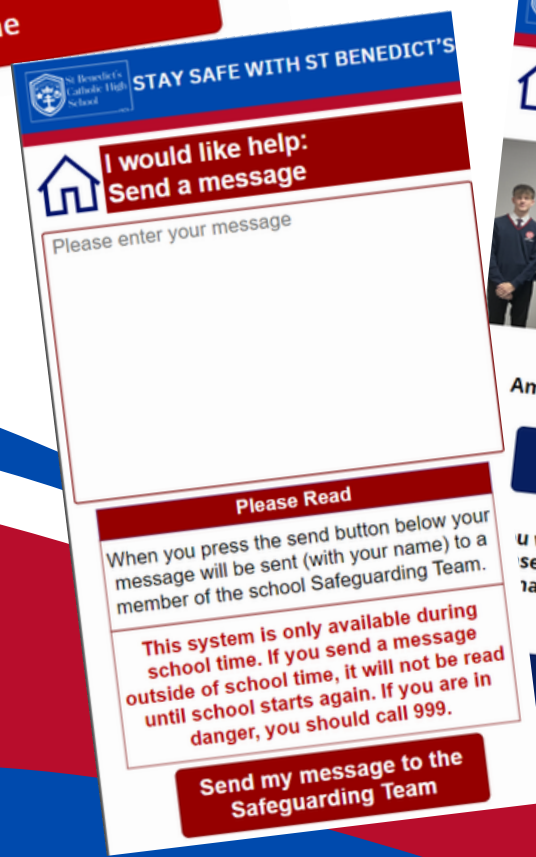 e
St Benedict's
Catholic High
School
STAY SAFE WITH ST BENEDICT'S
I would like help:
Send a message
Please enter your message
Please Read
When you press the send button below your
message will be sent (with your name) to a
member of the school Safeguarding Team.
This system is only available during
school time. If you send a message
outside of school time, it will not be read
until school starts again. If you are in
danger, you should call 999.
Send my message to the
Safeguarding Team
Am
u
se